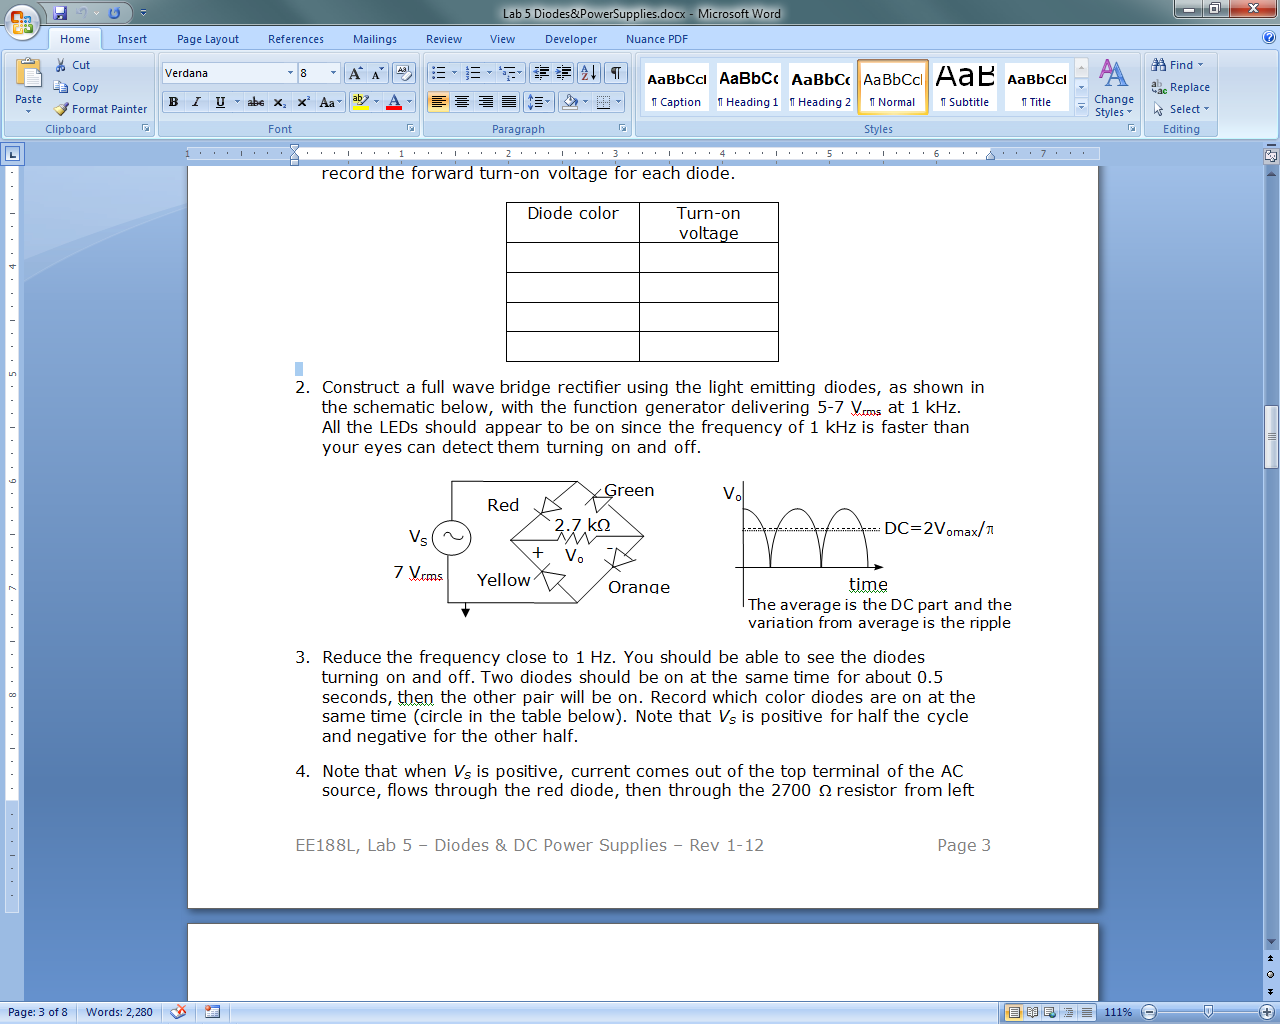 Lab 5 Diodes&PowerSupplies.docx - Microsoft Word
Home Insert Page Layout References Mailings Review View Developer Nuance PDF
Paste Cut Copy Format Painter
Clipboard
Verdana 8
Font
Paragraph
AaBbCcI AaBbCc AaBbCc AaBbCcI AaB AaBbCcI
¶ Caption ¶ Heading 1 ¶ Heading 2 ¶ Normal ¶ Subtitle ¶ Title
Change Styles
Styles
Find Replace Select
Editing
record the forward turn-on voltage for each diode.
Diode color Turn-on voltage
2. Construct a full wave bridge rectifier using the light emitting diodes, as shown in
the schematic below, with the function generator delivering 5-7 Vrms at 1 kHz.
All the LEDs should appear to be on since the frequency of 1 kHz is faster than
your eyes can detect them turning on and off.
Red
Green
2.7 kΩ
VS
+ Vo -
7 Vrms
Yellow
Orange
Vo
DC=2Vomax/π
time
The average is the DC part and the
variation from average is the ripple
3. Reduce the frequency close to 1 Hz. You should be able to see the diodes
turning on and off. Two diodes should be on at the same time for about 0.5
seconds, then the other pair will be on. Record which color diodes are on at the
same time (circle in the table below). Note that VS is positive for half the cycle
and negative for the other half.
4. Note that when VS is positive, current comes out of the top terminal of the AC
source, flows through the red diode, then through the 2700 Ω resistor from left
EE188L, Lab 5 – Diodes & DC Power Supplies – Rev 1-12 Page 3
Page: 3 of 8 Words: 2,280 111%